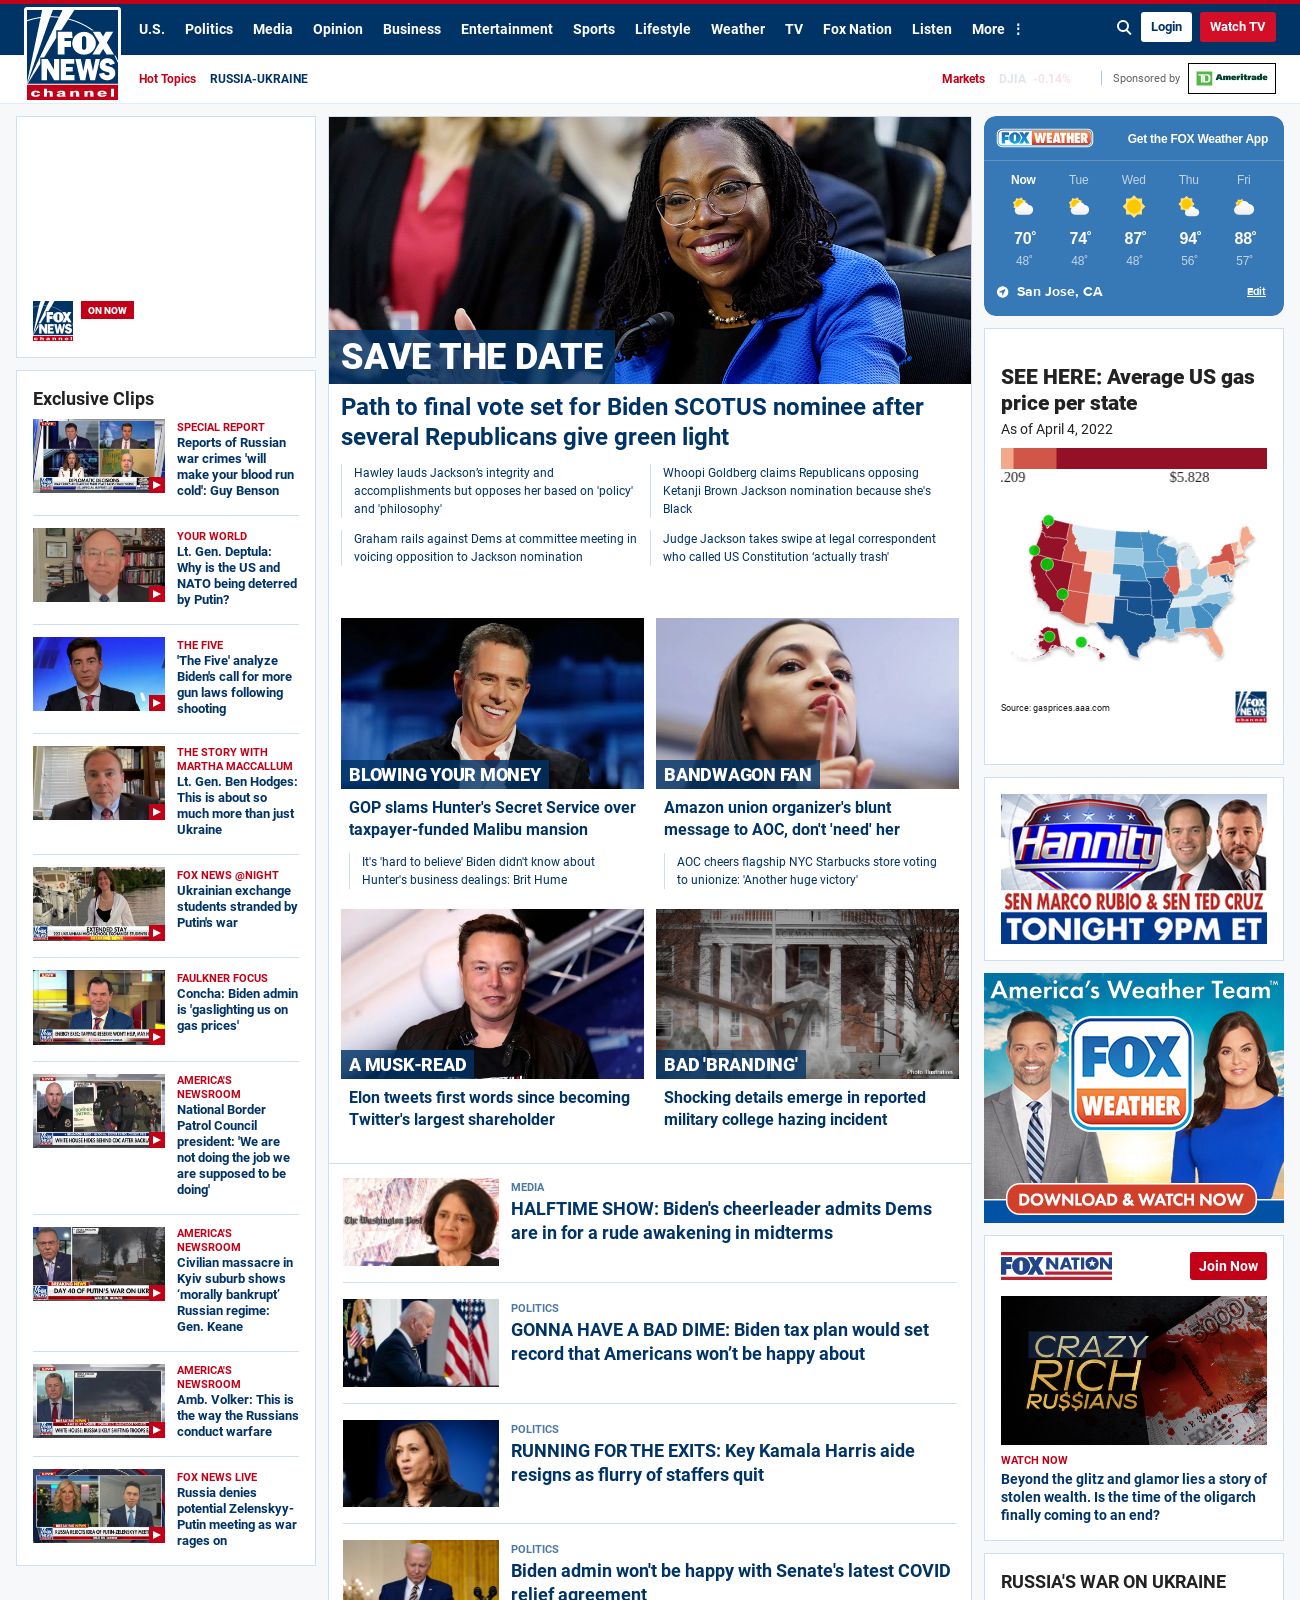 FOX
NEWS
channel
U.S. Politics Media Opinion Business Entertainment Sports Lifestyle Weather TV Fox Nation Listen More
Login
Watch TV
Hot Topics RUSSIA-UKRAINE
Markets DJIA -0.14%
Sponsored by
TD Ameritrade
FOX
NEWS
channel
ON NOW
Exclusive Clips
SPECIAL REPORT
Reports of Russian
war crimes 'will
make your blood run
cold': Guy Benson
YOUR WORLD
Lt. Gen. Deptula:
Why is the US and
NATO being deterred
by Putin?
THE FIVE
'The Five' analyze
Biden's call for more
gun laws following
shooting
THE STORY WITH
MARTHA MACCALLUM
Lt. Gen. Ben Hodges:
This is about so
much more than just
Ukraine
EXTENDED STAY
FOX NEWS @NIGHT
Ukrainian exchange
students stranded by
Putin's war
FAULKNER FOCUS
Concha: Biden admin
is 'gaslighting us on
gas prices'
AMERICA'S
NEWSROOM
National Border
Patrol Council
president: 'We are
not doing the job we
are supposed to be
doing'
AMERICA'S
NEWSROOM
Civilian massacre in
Kyiv suburb shows
‘morally bankrupt’
Russian regime:
Gen. Keane
AMERICA'S
NEWSROOM
Amb. Volker: This is
the way the Russians
conduct warfare
FOX NEWS LIVE
Russia denies
potential Zelenskyy-
Putin meeting as war
rages on
SAVE THE DATE
Path to final vote set for Biden SCOTUS nominee after
several Republicans give green light
Hawley lauds Jackson’s integrity and
accomplishments but opposes her based on 'policy'
and 'philosophy'
Whoopi Goldberg claims Republicans opposing
Ketanji Brown Jackson nomination because she's
Black
Graham rails against Dems at committee meeting in
voicing opposition to Jackson nomination
Judge Jackson takes swipe at legal correspondent
who called US Constitution ‘actually trash'
BLOWING YOUR MONEY
GOP slams Hunter's Secret Service over
taxpayer-funded Malibu mansion
It's 'hard to believe' Biden didn't know about
Hunter's business dealings: Brit Hume
BANDWAGON FAN
Amazon union organizer's blunt
message to AOC, don't 'need' her
AOC cheers flagship NYC Starbucks store voting
to unionize: 'Another huge victory'
A MUSK-READ
Elon tweets first words since becoming
Twitter's largest shareholder
Photo Illustration
BAD 'BRANDING'
Shocking details emerge in reported
military college hazing incident
The Washington Post
MEDIA
HALFTIME SHOW: Biden's cheerleader admits Dems
are in for a rude awakening in midterms
POLITICS
GONNA HAVE A BAD DIME: Biden tax plan would set
record that Americans won’t be happy about
POLITICS
RUNNING FOR THE EXITS: Key Kamala Harris aide
resigns as flurry of staffers quit
POLITICS
Biden admin won't be happy with Senate's latest COVID
relief agreement
FOX WEATHER
Get the FOX Weather App
Now Tue Wed Thu Fri
70° 74° 87° 94° 88°
48° 48° 48° 56° 57°
San Jose, CA
Edit
SEE HERE: Average US gas
price per state
As of April 4, 2022
.209 $5.828
Source: gasprices.aaa.com
FOX
NEWS
channel
Hannity
SEN MARCO RUBIO & SEN TED CRUZ
TONIGHT 9PM ET
America's Weather Team™
FOX
WEATHER
DOWNLOAD & WATCH NOW
FOX NATION
Join Now
CRAZY
RICH
RU$$IANS
WATCH NOW
Beyond the glitz and glamor lies a story of
stolen wealth. Is the time of the oligarch
finally coming to an end?
RUSSIA'S WAR ON UKRAINE